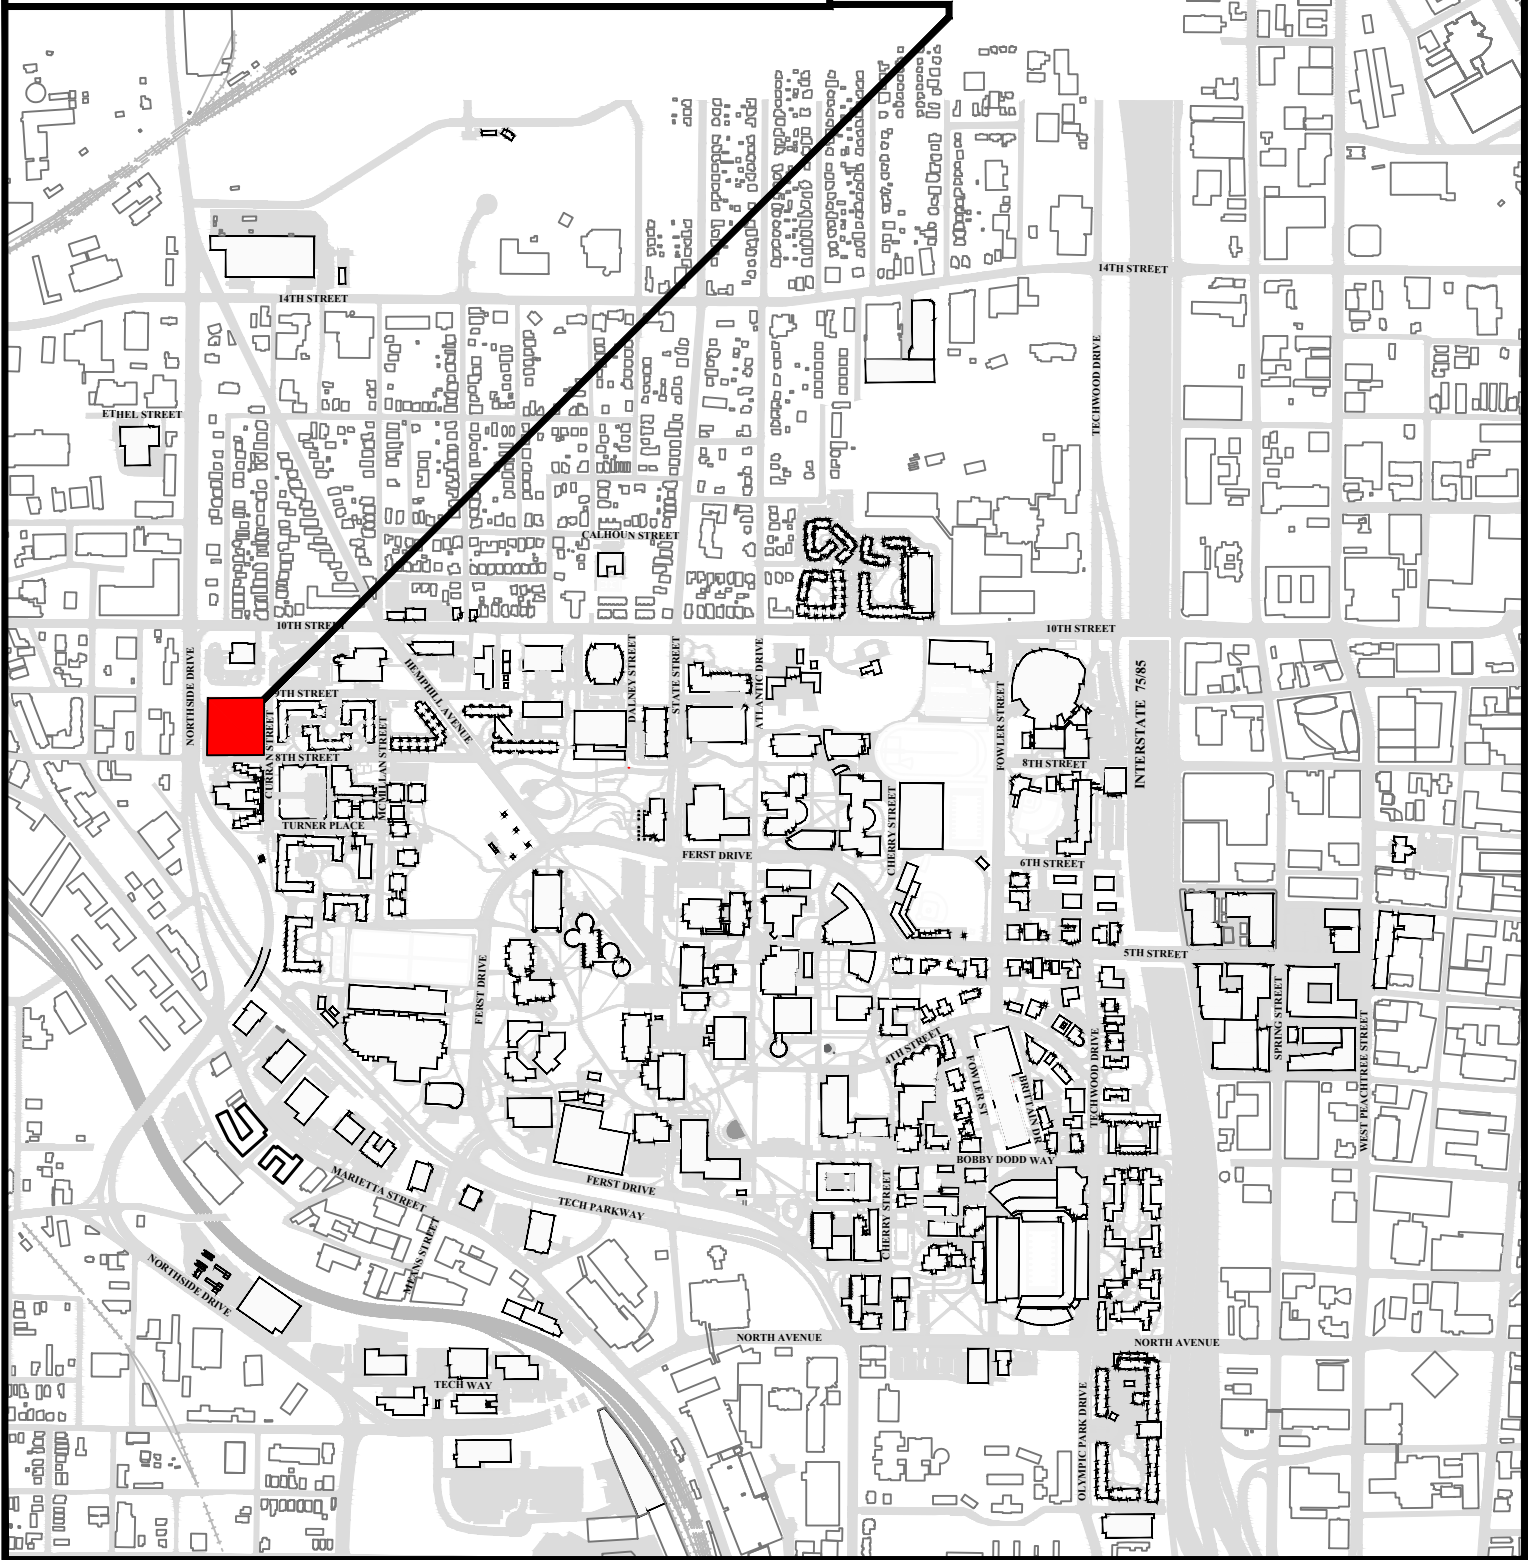 14TH STREET
14TH STREET
TECHWOOD DRIVE
ETHEL STREET
CALHOUN STREET
10TH STREET
10TH STREET
NORTHSIDE DRIVE
HEMPHILL AVENUE
DALNEY STREET
STATE STREET
ATLANTIC DRIVE
INTERSTATE 75/85
9TH STREET
CURRAN STREET
MCMILLAN STREET
FOWLER STREET
8TH STREET
8TH STREET
CHERRY STREET
TURNER PLACE
FERST DRIVE
6TH STREET
5TH STREET
FERST DRIVE
SPRING STREET
WEST PEACHTREE STREET
4TH STREET
FOWLER ST
BRITTAIN DR
TECHWOOD DRIVE
BOBBY DODD WAY
MARIETTA STREET
FERST DRIVE
TECH PARKWAY
CHERRY STREET
MEANS STREET
NORTHSIDE DRIVE
NORTH AVENUE
NORTH AVENUE
TECH WAY
OLYMPIC PARK DRIVE